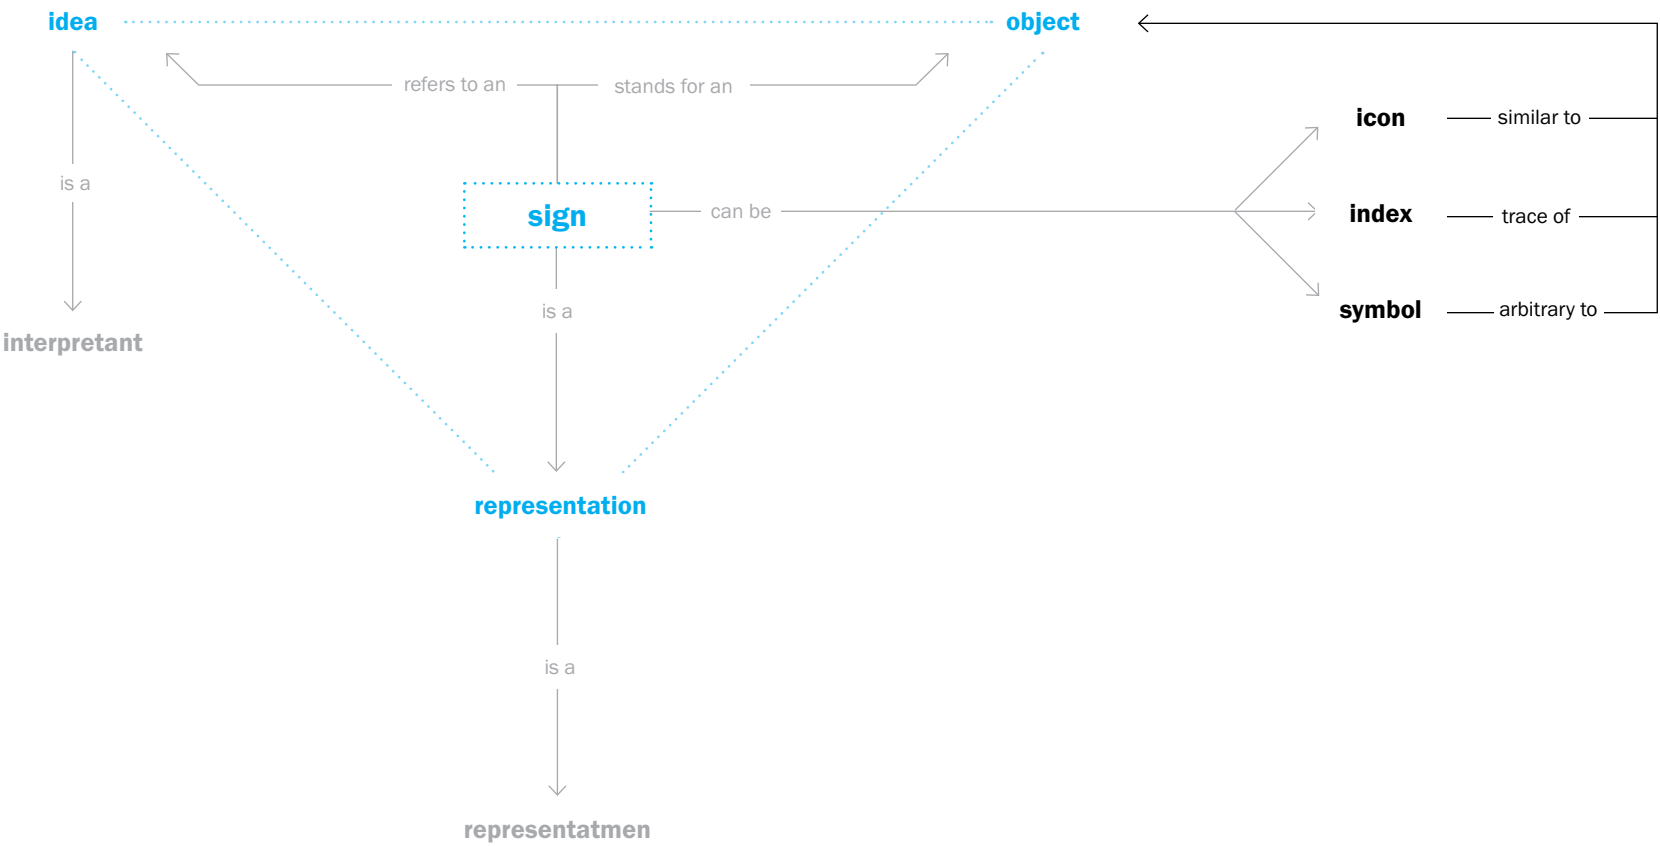 idea
object
refers to an
stands for an
icon
similar to
is a
sign
can be
index
trace of
is a
symbol
arbitrary to
interpretant
representation
is a
representatmen